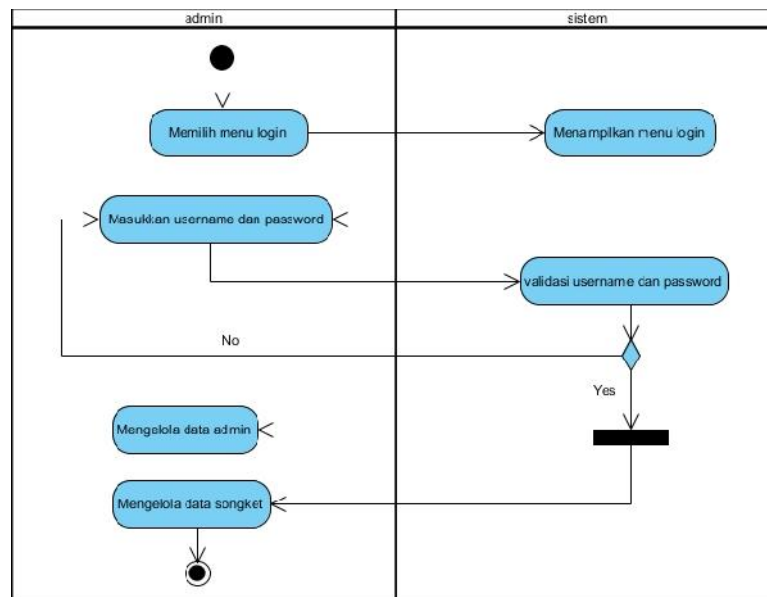 admin
sistem
Memilih menu login
Menampilkan menu login
Masukkan username dan password
validasi username dan password
No
Yes
Mengelola data admin
Mengelola data songket